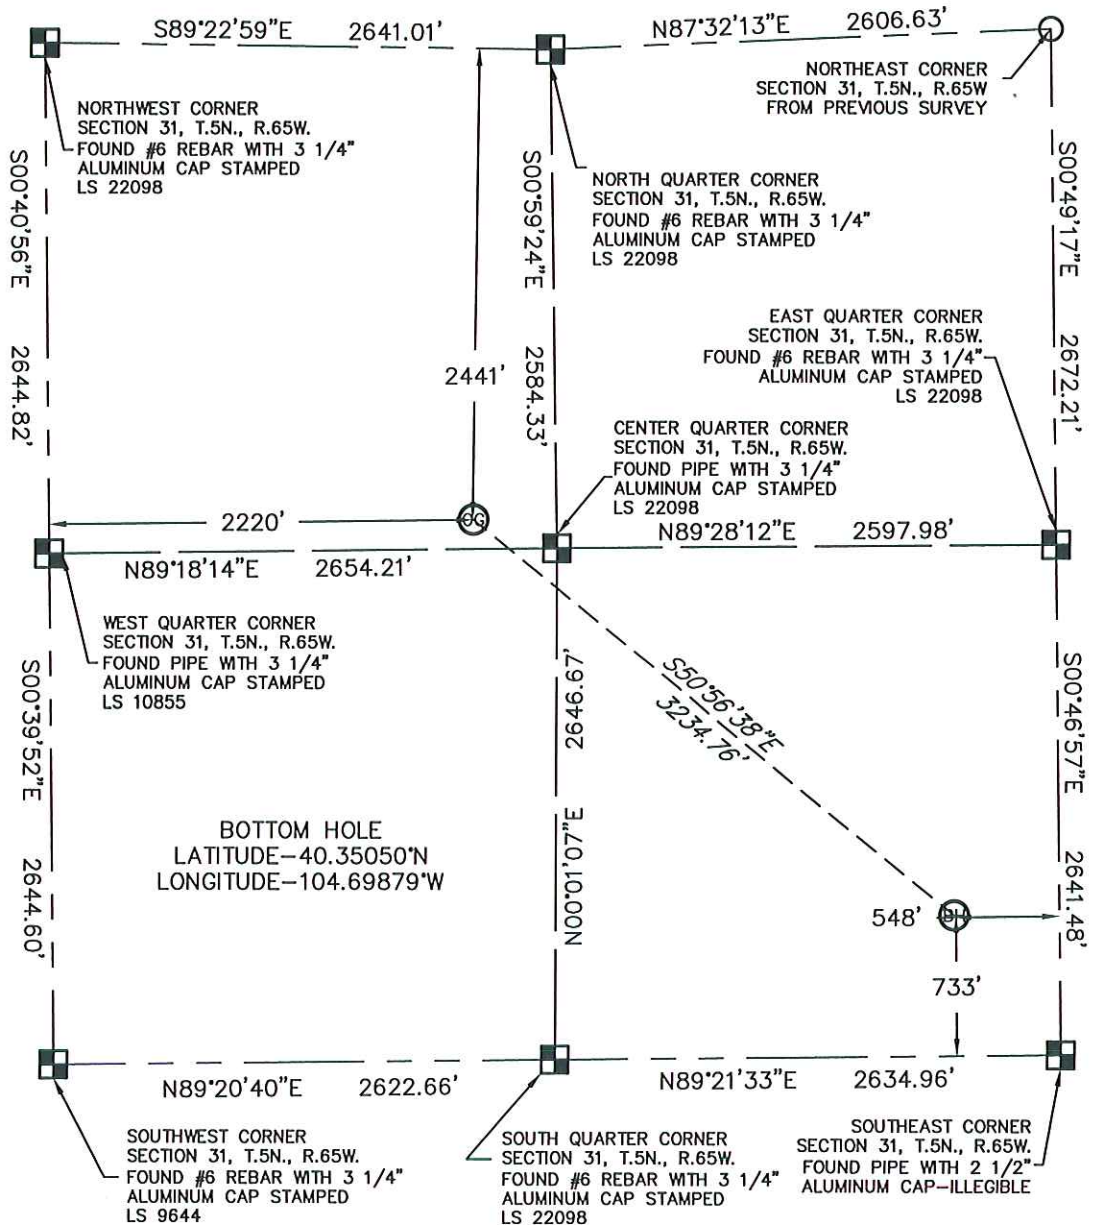 S89°22'59"E 2641.01'
N87°32'13"E 2606.63'
NORTHWEST CORNER
SECTION 31, T.5N., R.65W.
FOUND #6 REBAR WITH 3 1/4"
ALUMINUM CAP STAMPED
LS 22098
NORTHEAST CORNER
SECTION 31, T.5N., R.65W
FROM PREVIOUS SURVEY
NORTH QUARTER CORNER
SECTION 31, T.5N., R.65W.
FOUND #6 REBAR WITH 3 1/4"
ALUMINUM CAP STAMPED
LS 22098
S00°40'56"E 2644.82'
S00°59'24"E 2584.33'
S00°49'17"E 2672.21'
2441'
EAST QUARTER CORNER
SECTION 31, T.5N., R.65W.
FOUND #6 REBAR WITH 3 1/4"
ALUMINUM CAP STAMPED
LS 22098
CENTER QUARTER CORNER
SECTION 31, T.5N., R.65W.
FOUND PIPE WITH 3 1/4"
ALUMINUM CAP STAMPED
LS 22098
2220'
N89°18'14"E 2654.21'
N89°28'12"E 2597.98'
WEST QUARTER CORNER
SECTION 31, T.5N., R.65W.
FOUND PIPE WITH 3 1/4"
ALUMINUM CAP STAMPED
LS 10855
S00°39'52"E 2644.60'
N00°01'07"E 2646.67'
S50°56'38"E
3234.76'
S00°46'57"E 2641.48'
BOTTOM HOLE
LATITUDE-40.35050°N
LONGITUDE-104.69879°W
548'
BH
733'
N89°20'40"E 2622.66'
N89°21'33"E 2634.96'
SOUTHWEST CORNER
SECTION 31, T.5N., R.65W.
FOUND #6 REBAR WITH 3 1/4"
ALUMINUM CAP STAMPED
LS 9644
SOUTH QUARTER CORNER
SECTION 31, T.5N., R.65W.
FOUND #6 REBAR WITH 3 1/4"
ALUMINUM CAP STAMPED
LS 22098
SOUTHEAST CORNER
SECTION 31, T.5N., R.65W.
FOUND PIPE WITH 2 1/2"
ALUMINUM CAP-ILLEGIBLE